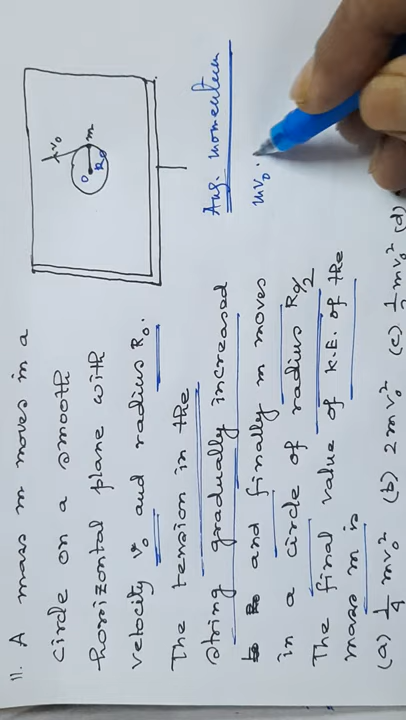 11. A mass m moves in a
circle on a smooth
horizontal plane with
velocity v₀ and radius R₀.
The tension in the
string gradually increased
and finally m moves
in a circle of radius R₀/2
The final value of K.E. of the
mass m is
(a) 1/4 mv₀² (b) 2mv₀² (c) 1/2 mv₀² (d)
v₀
m
O
R₀
Ang. momentum
mv₀.